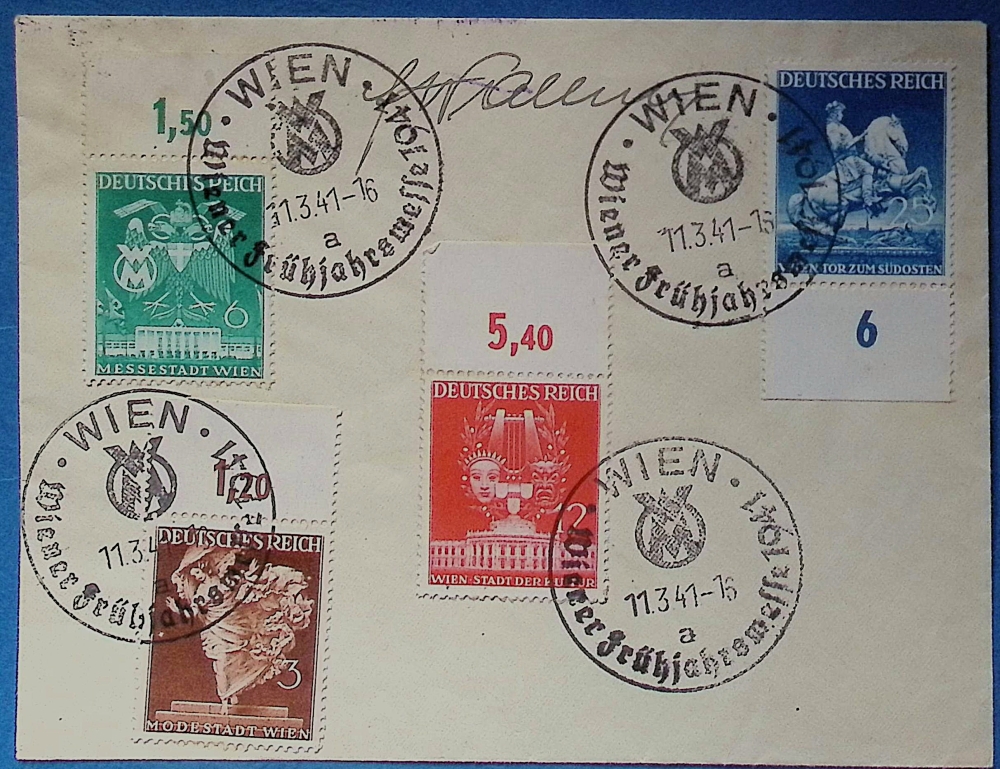 1,50
DEUTSCHES REICH
6
MESSESTADT WIEN
WIEN
11.3.41-16
a
Wiener Frühjahrsmesse 1941
WIEN
11.3.41-16
a
Wiener Frühjahrsmesse 1941
DEUTSCHES REICH
25
WIEN TOR ZUM SÜDOSTEN
6
5,40
DEUTSCHES REICH
12
WIEN·STADT DER KULTUR
WIEN
11.3.4
a
Wiener Frühjahrsmesse
1,20
DEUTSCHES REICH
3
MODESTADT WIEN
WIEN
11.3.41-16
a
Wiener Frühjahrsmesse 1941